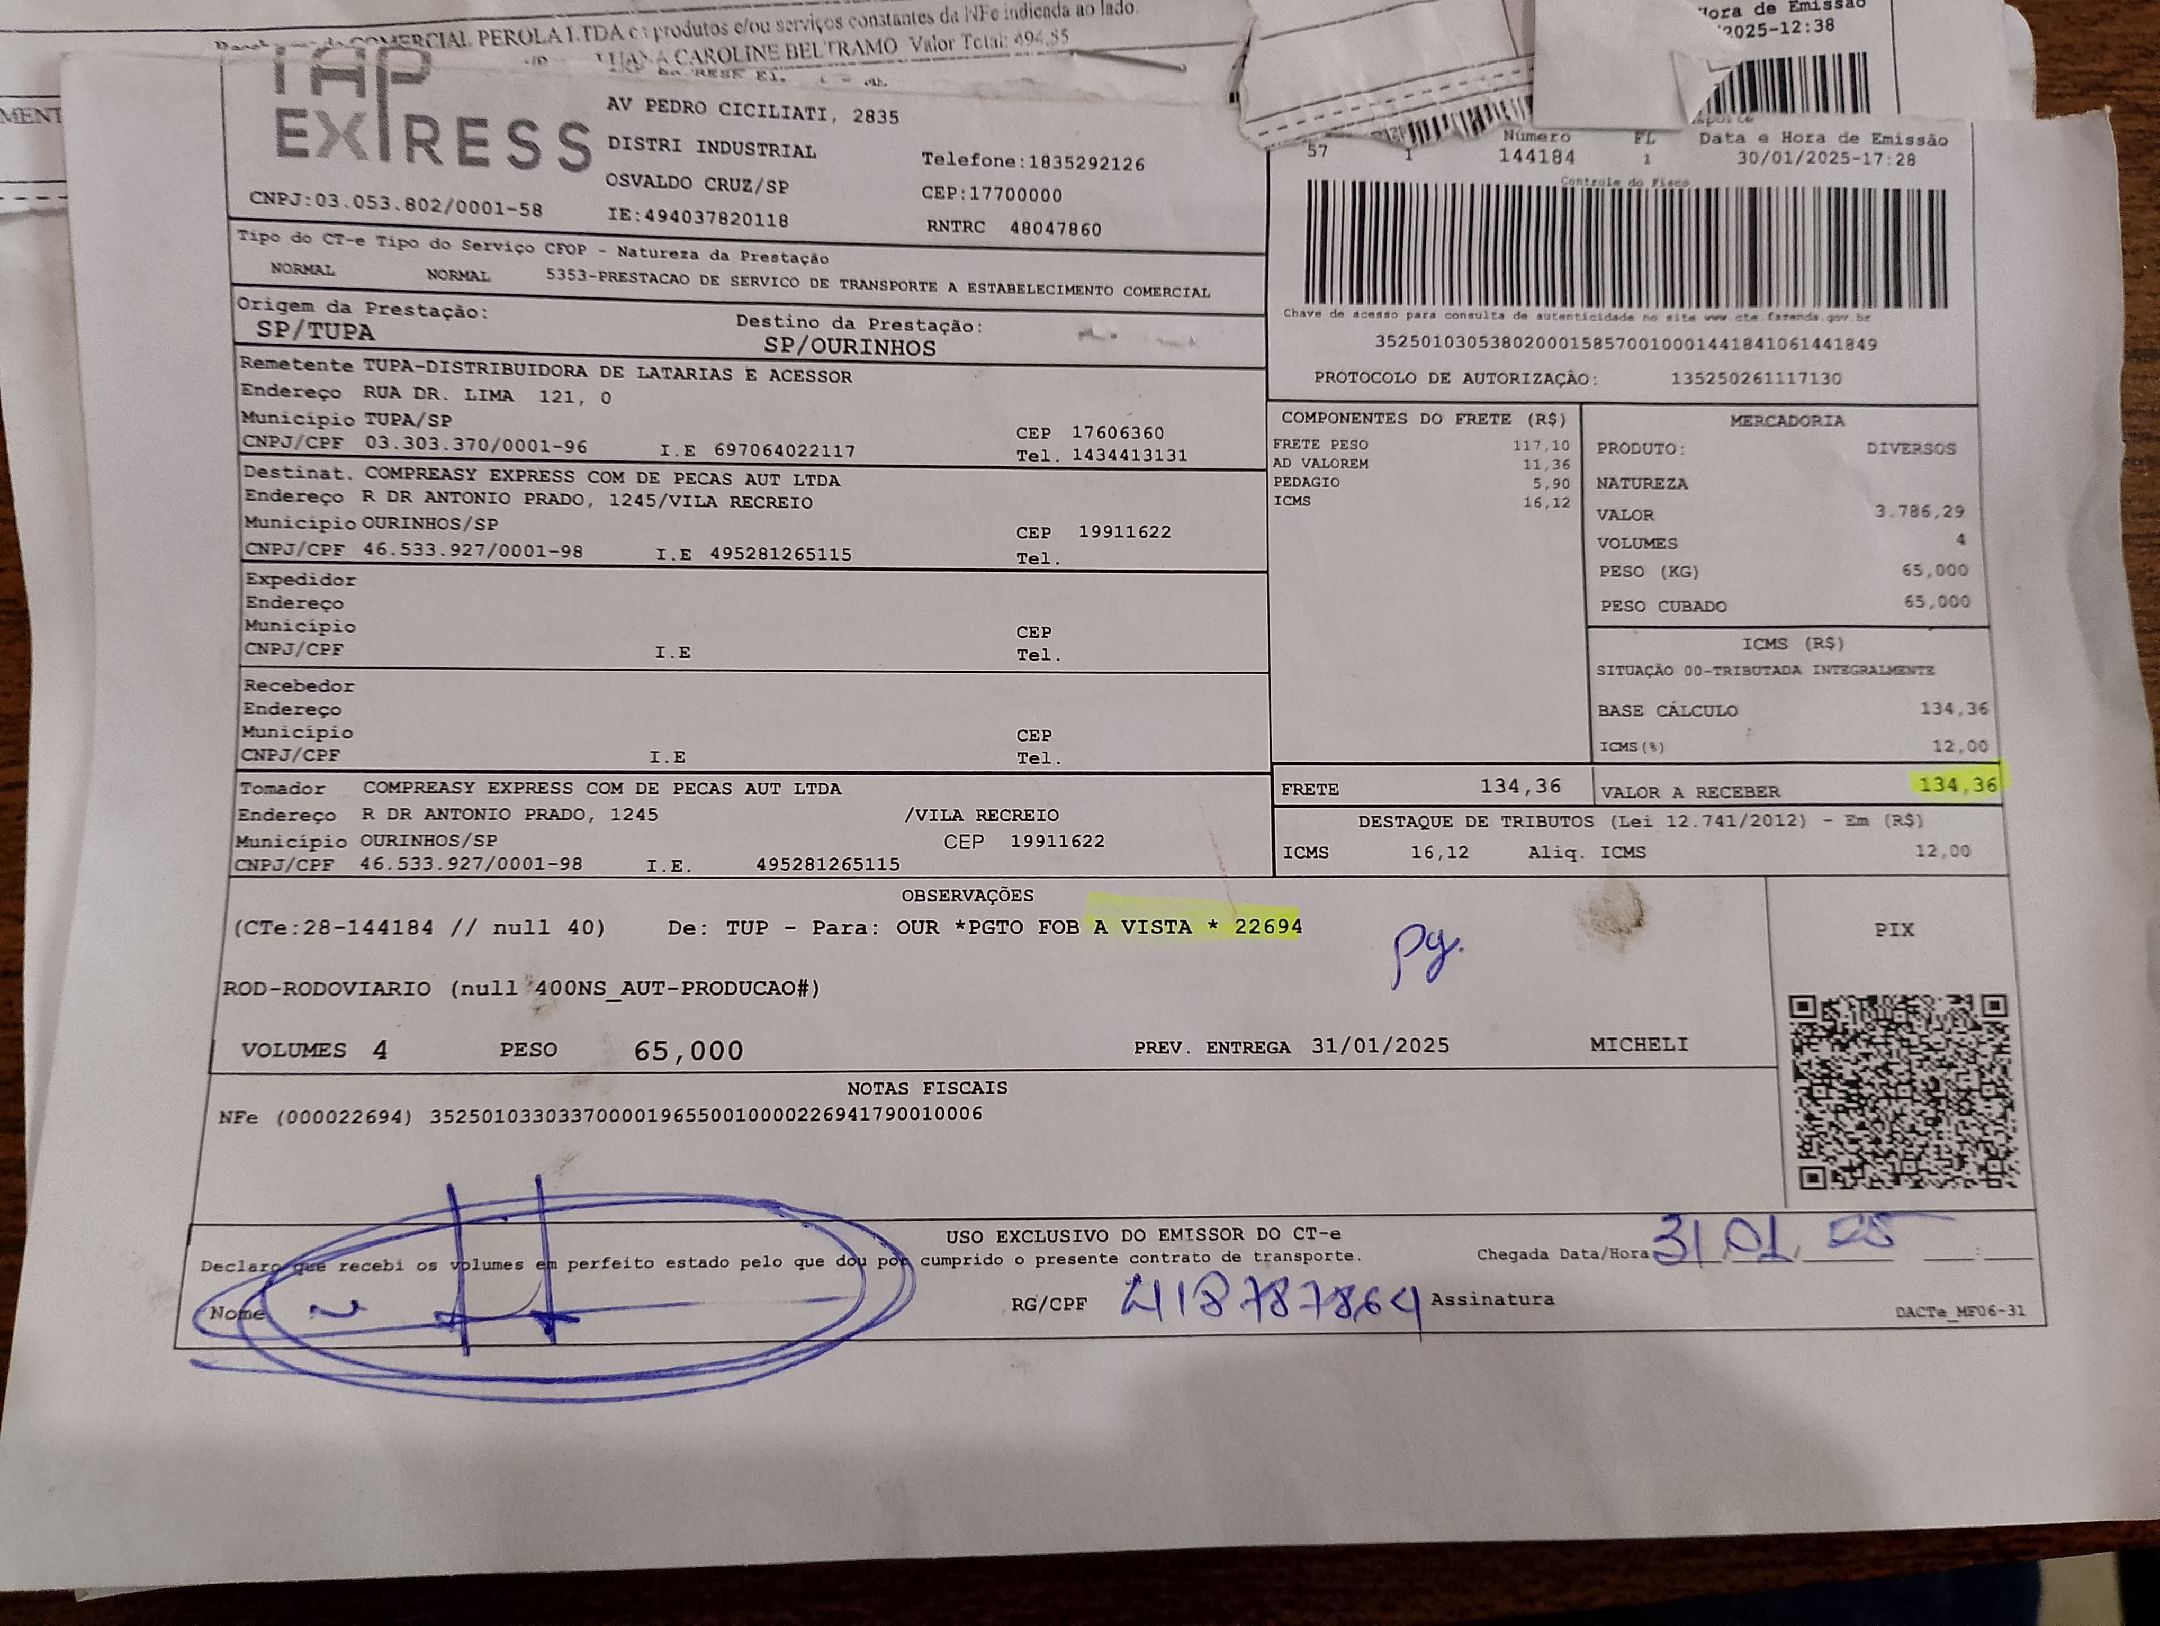 COMERCIAL PEROLA LTDA os produtos e/ou serviços constantes da NFe indicada ao lado.
CAROLINE BELTRAMO Valor Total: 494,55
Hora de Emissão
2025-12:38
MENT
TAP
EXPRESS
AV PEDRO CICILIATI, 2835
DISTRI INDUSTRIAL
OSVALDO CRUZ/SP
IE:494037820118
CNPJ:03.053.802/0001-58
Telefone:1835292126
CEP:17700000
RNTRC 48047860
Número FL Data e Hora de Emissão
57 1 144184 1 30/01/2025-17:28
Controle do Fisco
Chave de acesso para consulta de autenticidade no site www.cte.fazenda.gov.br
35250103053802000158570010001441841061441849
PROTOCOLO DE AUTORIZAÇÃO: 135250261117130
Tipo do CT-e Tipo do Serviço CFOP - Natureza da Prestação
NORMAL NORMAL 5353-PRESTACAO DE SERVICO DE TRANSPORTE A ESTABELECIMENTO COMERCIAL
Origem da Prestação:
SP/TUPA
Destino da Prestação:
SP/OURINHOS
Remetente TUPA-DISTRIBUIDORA DE LATARIAS E ACESSOR
Endereço RUA DR. LIMA 121, 0
Município TUPA/SP CEP 17606360
CNPJ/CPF 03.303.370/0001-96 I.E 697064022117 Tel. 1434413131
Destinat. COMPREASY EXPRESS COM DE PECAS AUT LTDA
Endereço R DR ANTONIO PRADO, 1245/VILA RECREIO
Município OURINHOS/SP CEP 19911622
CNPJ/CPF 46.533.927/0001-98 I.E 495281265115 Tel.
Expedidor
Endereço
Município CEP
CNPJ/CPF I.E Tel.
Recebedor
Endereço
Município CEP
CNPJ/CPF I.E Tel.
Tomador COMPREASY EXPRESS COM DE PECAS AUT LTDA
Endereço R DR ANTONIO PRADO, 1245 /VILA RECREIO
Município OURINHOS/SP CEP 19911622
CNPJ/CPF 46.533.927/0001-98 I.E. 495281265115
COMPONENTES DO FRETE (R$)
FRETE PESO 117,10
AD VALOREM 11,36
PEDAGIO 5,90
ICMS 16,12
MERCADORIA
PRODUTO: DIVERSOS
NATUREZA
VALOR 3.786,29
VOLUMES 4
PESO (KG) 65,000
PESO CUBADO 65,000
ICMS (R$)
SITUAÇÃO 00-TRIBUTADA INTEGRALMENTE
BASE CÁLCULO 134,36
ICMS(%) 12,00
FRETE 134,36 VALOR A RECEBER 134,36
DESTAQUE DE TRIBUTOS (Lei 12.741/2012) - Em (R$)
ICMS 16,12 Aliq. ICMS 12,00
OBSERVAÇÕES
(CTe:28-144184 // null 40) De: TUP - Para: OUR *PGTO FOB A VISTA * 22694
pg.
PIX
ROD-RODOVIARIO (null 400NS_AUT-PRODUCAO#)
VOLUMES 4 PESO 65,000 PREV. ENTREGA 31/01/2025 MICHELI
NOTAS FISCAIS
NFe (000022694) 35250103303370000196550010000226941790010006
USO EXCLUSIVO DO EMISSOR DO CT-e
Declaro que recebi os volumes em perfeito estado pelo que dou por cumprido o presente contrato de transporte.
Chegada Data/Hora 31 01 25 :
Nome RG/CPF 418787864 Assinatura
DACTe_MF06-31